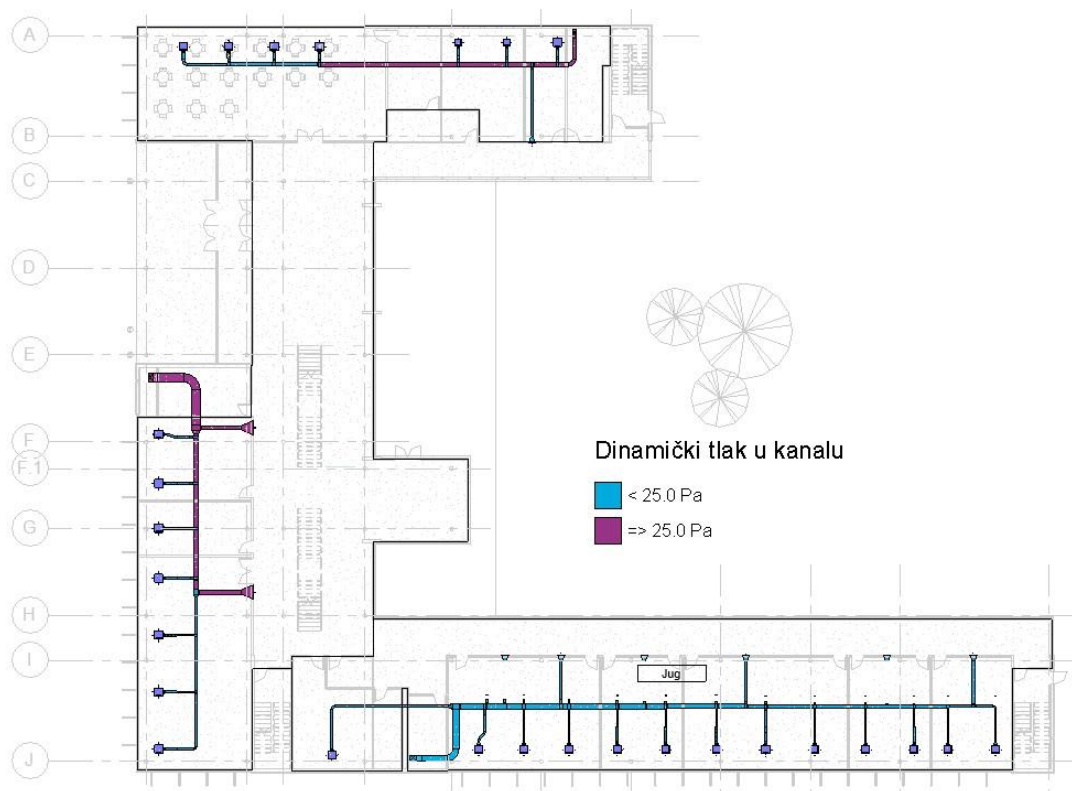 A
B
C
D
E
F
F.1
G
H
I
J
Dinamički tlak u kanalu
< 25.0 Pa
=> 25.0 Pa
Jug